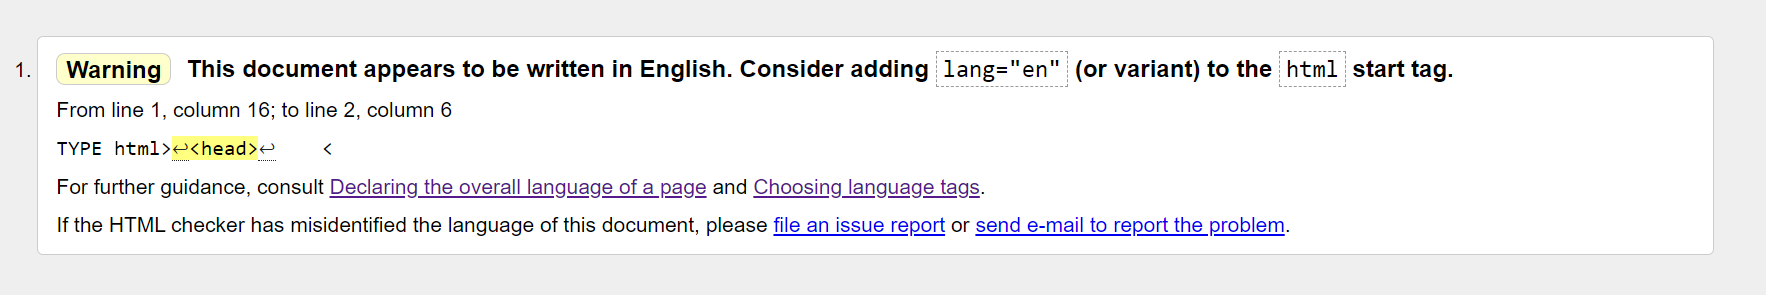 1. Warning This document appears to be written in English. Consider adding lang="en" (or variant) to the html start tag.
From line 1, column 16; to line 2, column 6
TYPE html>↩<head>↩    <
For further guidance, consult Declaring the overall language of a page and Choosing language tags.
If the HTML checker has misidentified the language of this document, please file an issue report or send e-mail to report the problem.